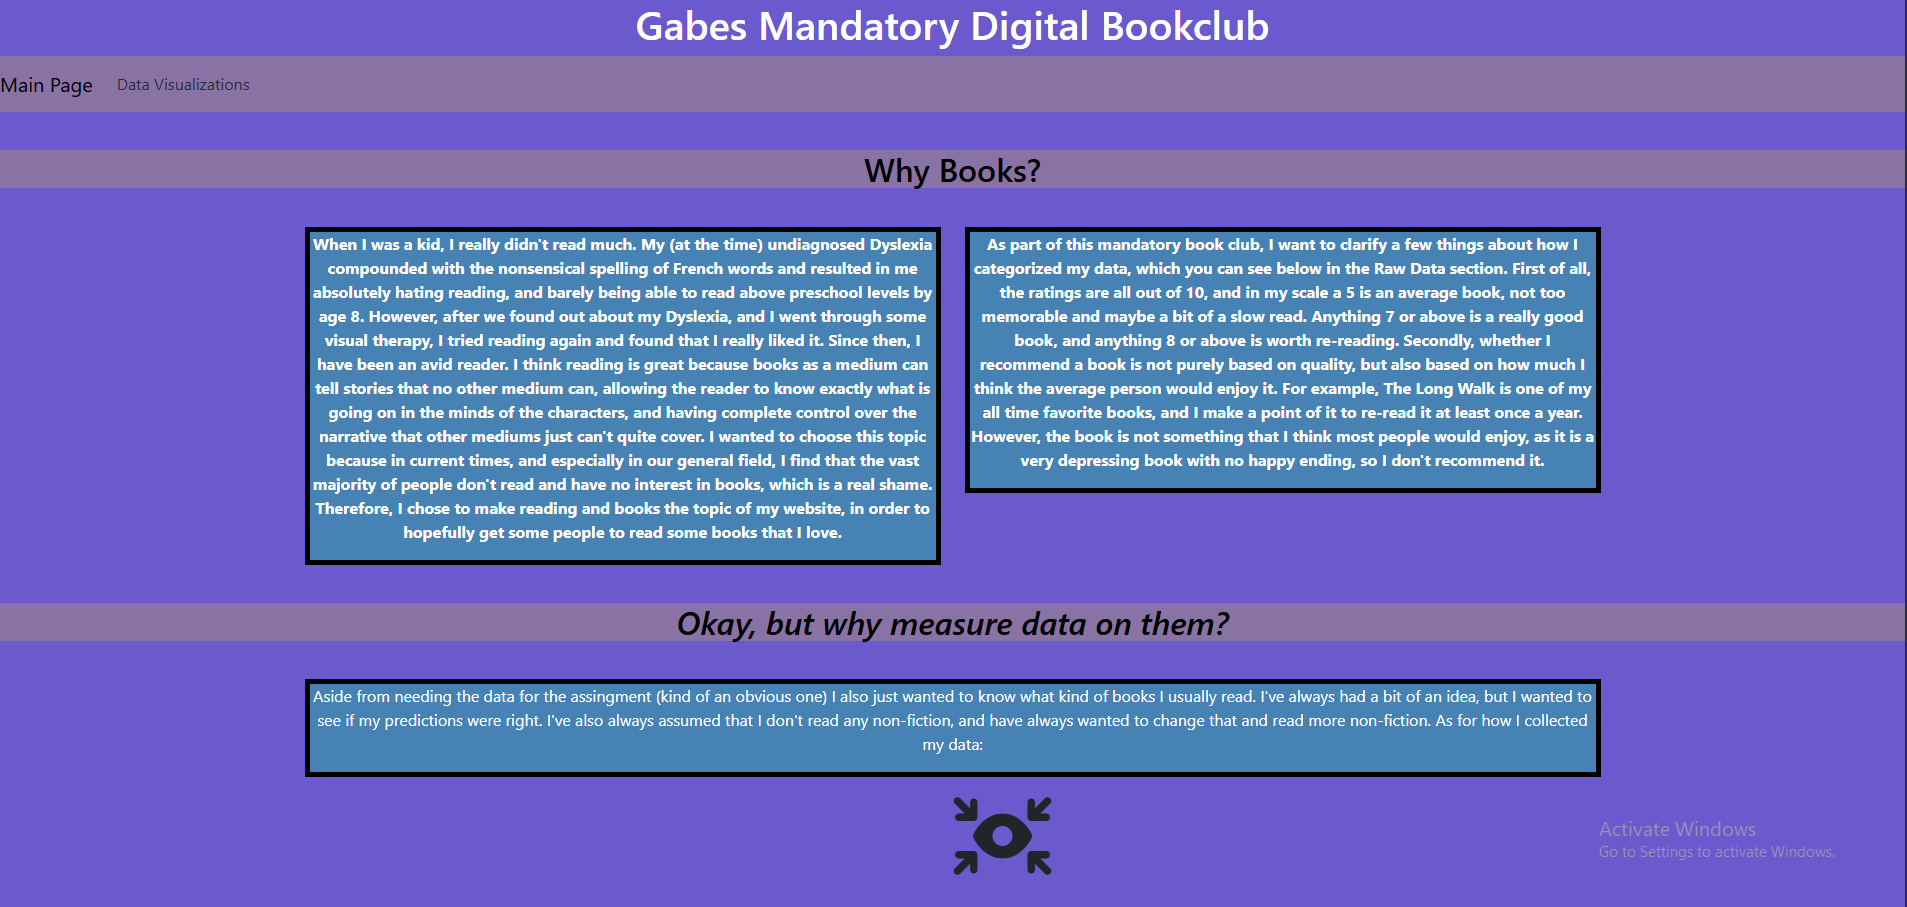 Gabes Mandatory Digital Bookclub
Main Page
Data Visualizations
Why Books?
When I was a kid, I really didn't read much. My (at the time) undiagnosed Dyslexia
compounded with the nonsensical spelling of French words and resulted in me
absolutely hating reading, and barely being able to read above preschool levels by
age 8. However, after we found out about my Dyslexia, and I went through some
visual therapy, I tried reading again and found that I really liked it. Since then, I
have been an avid reader. I think reading is great because books as a medium can
tell stories that no other medium can, allowing the reader to know exactly what is
going on in the minds of the characters, and having complete control over the
narrative that other mediums just can't quite cover. I wanted to choose this topic
because in current times, and especially in our general field, I find that the vast
majority of people don't read and have no interest in books, which is a real shame.
Therefore, I chose to make reading and books the topic of my website, in order to
hopefully get some people to read some books that I love.
As part of this mandatory book club, I want to clarify a few things about how I
categorized my data, which you can see below in the Raw Data section. First of all,
the ratings are all out of 10, and in my scale a 5 is an average book, not too
memorable and maybe a bit of a slow read. Anything 7 or above is a really good
book, and anything 8 or above is worth re-reading. Secondly, whether I
recommend a book is not purely based on quality, but also based on how much I
think the average person would enjoy it. For example, The Long Walk is one of my
all time favorite books, and I make a point of it to re-read it at least once a year.
However, the book is not something that I think most people would enjoy, as it is a
very depressing book with no happy ending, so I don't recommend it.
Okay, but why measure data on them?
Aside from needing the data for the assingment (kind of an obvious one) I also just wanted to know what kind of books I usually read. I've always had a bit of an idea, but I wanted to
see if my predictions were right. I've also always assumed that I don't read any non-fiction, and have always wanted to change that and read more non-fiction. As for how I collected
my data:
Activate Windows
Go to Settings to activate Windows.